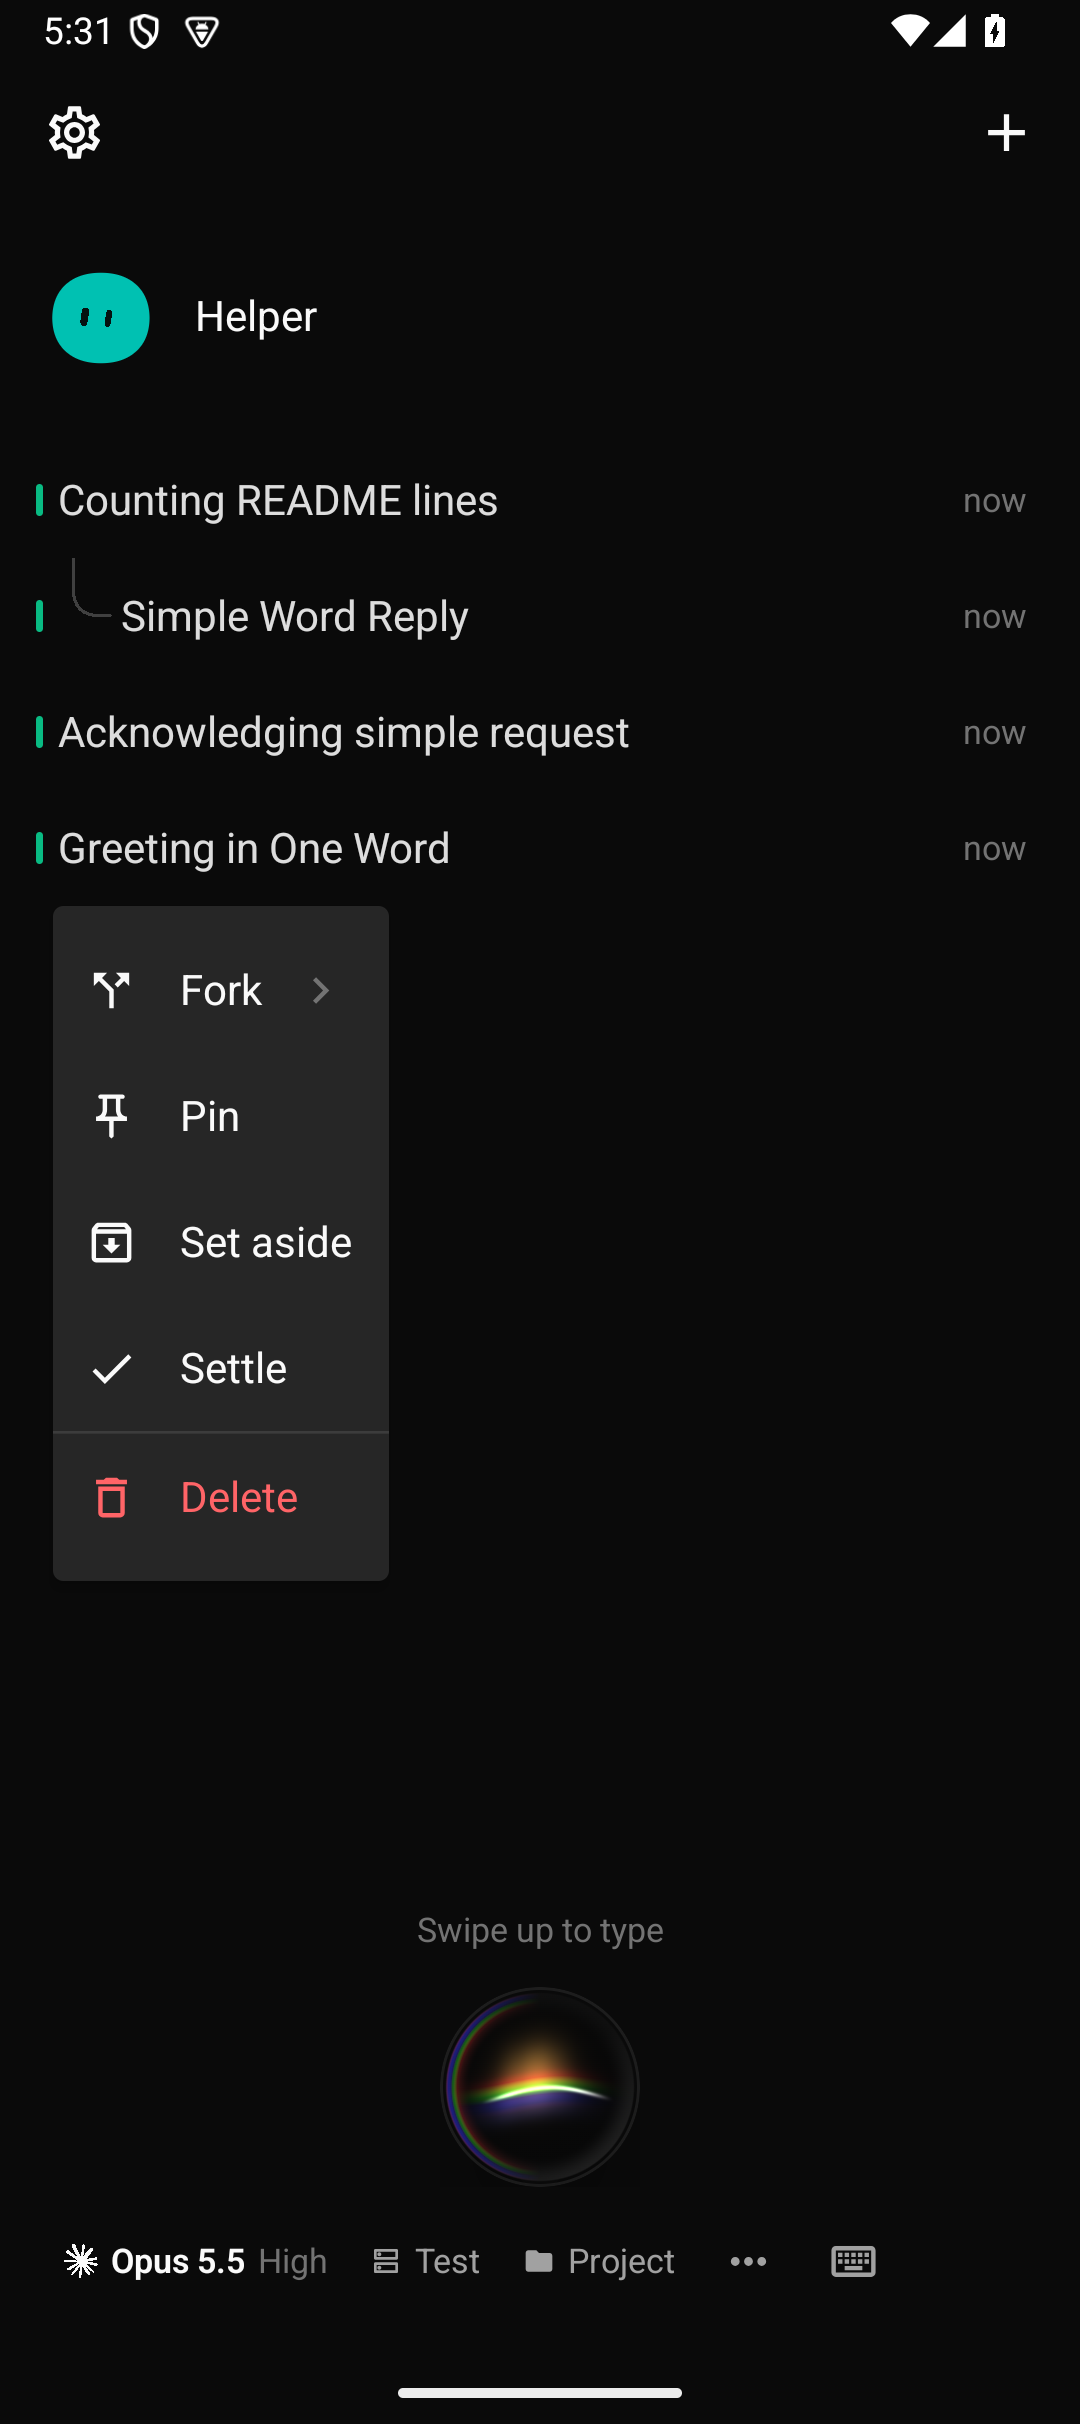 5:31
Helper
Counting README lines now
Simple Word Reply now
Acknowledging simple request now
Greeting in One Word now
Fork
Pin
Set aside
Settle
Delete
Swipe up to type
Opus 5.5 High Test Project